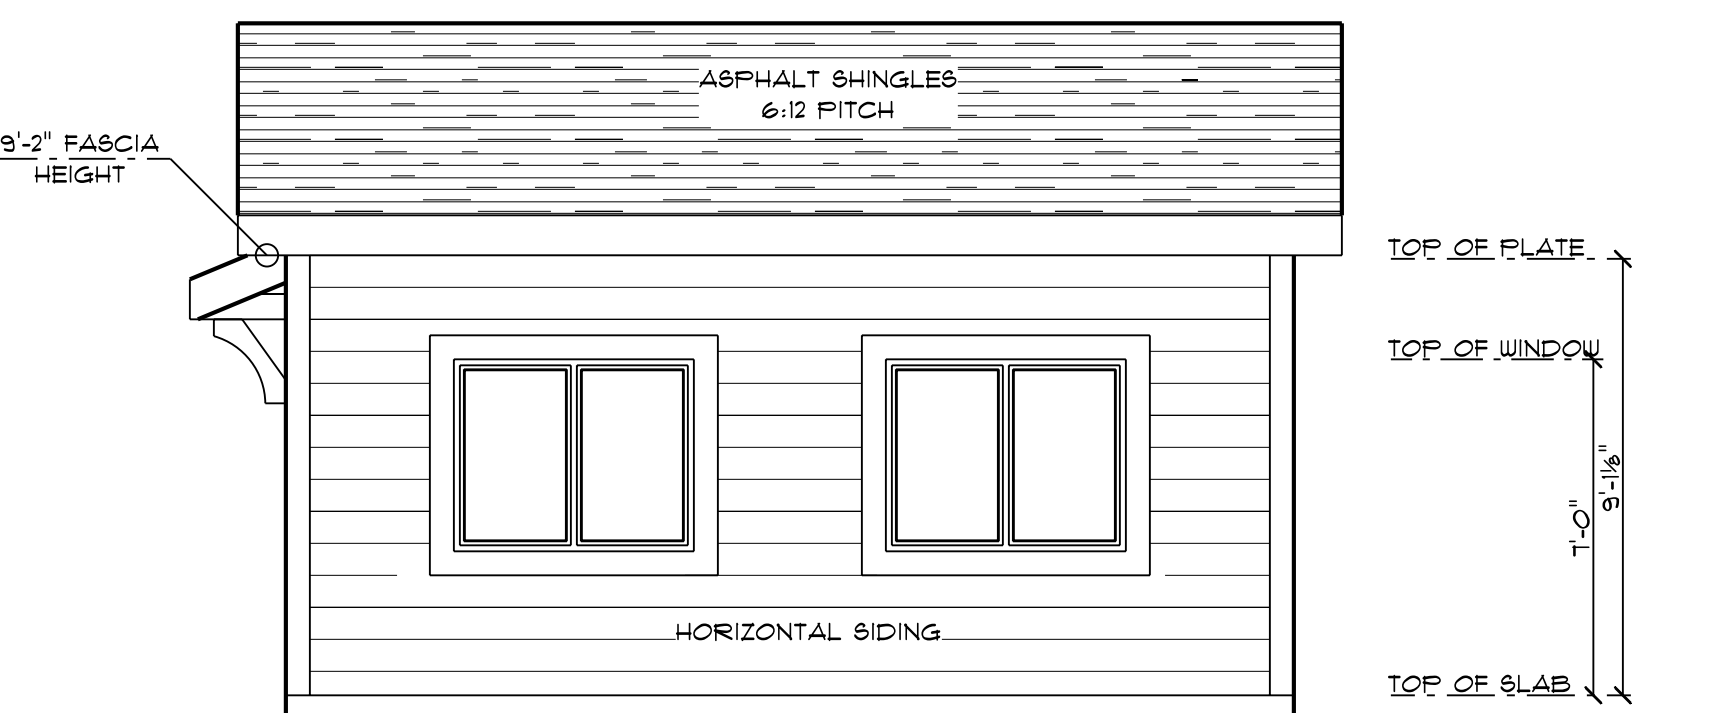 ASPHALT SHINGLES
6:12 PITCH
9'-2" FASCIA
HEIGHT
TOP OF PLATE
TOP OF WINDOW
9'-1⅛"
7'-0"
HORIZONTAL SIDING
TOP OF SLAB